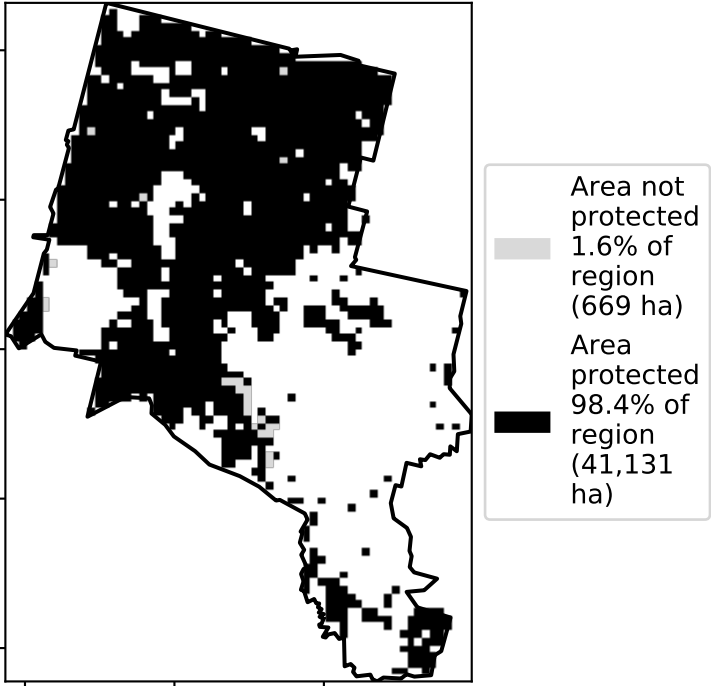 Area not
protected
1.6% of
region
(669 ha)
Area
protected
98.4% of
region
(41,131
ha)